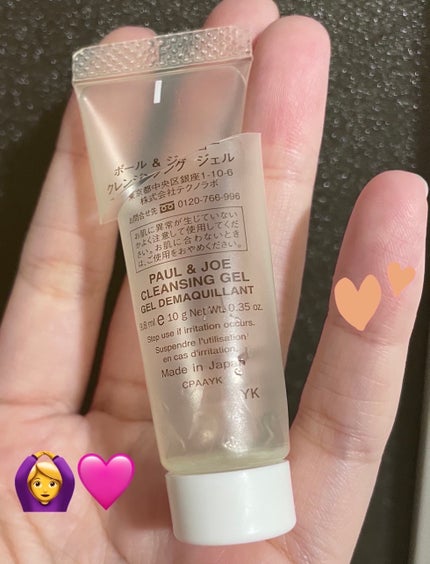 ポール & ジョー
クレンジング ジェル
東京都中央区銀座1-10-6
株式会社テクノラボ
お問合せ先 0120-766-996
お肌に異常が生じていない
かよく注意して使用してくだ
さい。お肌に合わないとき
は、ご使用をおやめください。
PAUL & JOE
CLEANSING GEL
GEL DEMAQUILLANT
9.8 ml e 10 g Net Wt. 0.35 oz.
Stop use if irritation occurs.
Suspendre l'utilisation
en cas d'irritation.
Made in Japan
CPAAYK
YK